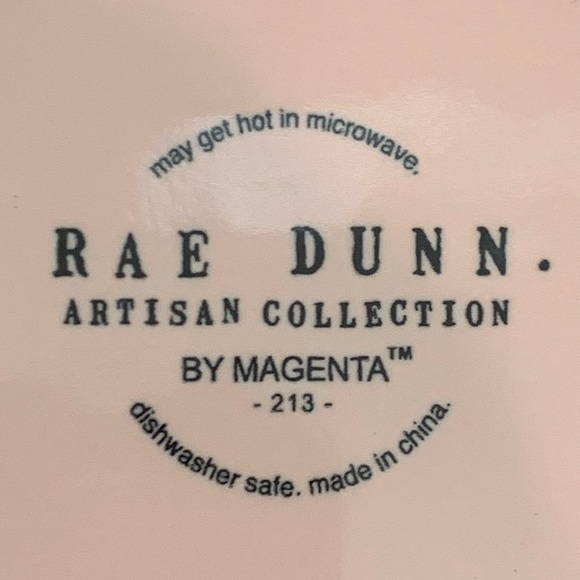 may get hot in microwave.
RAE DUNN.
ARTISAN COLLECTION
BY MAGENTA™
- 213 -
dishwasher safe. made in china.